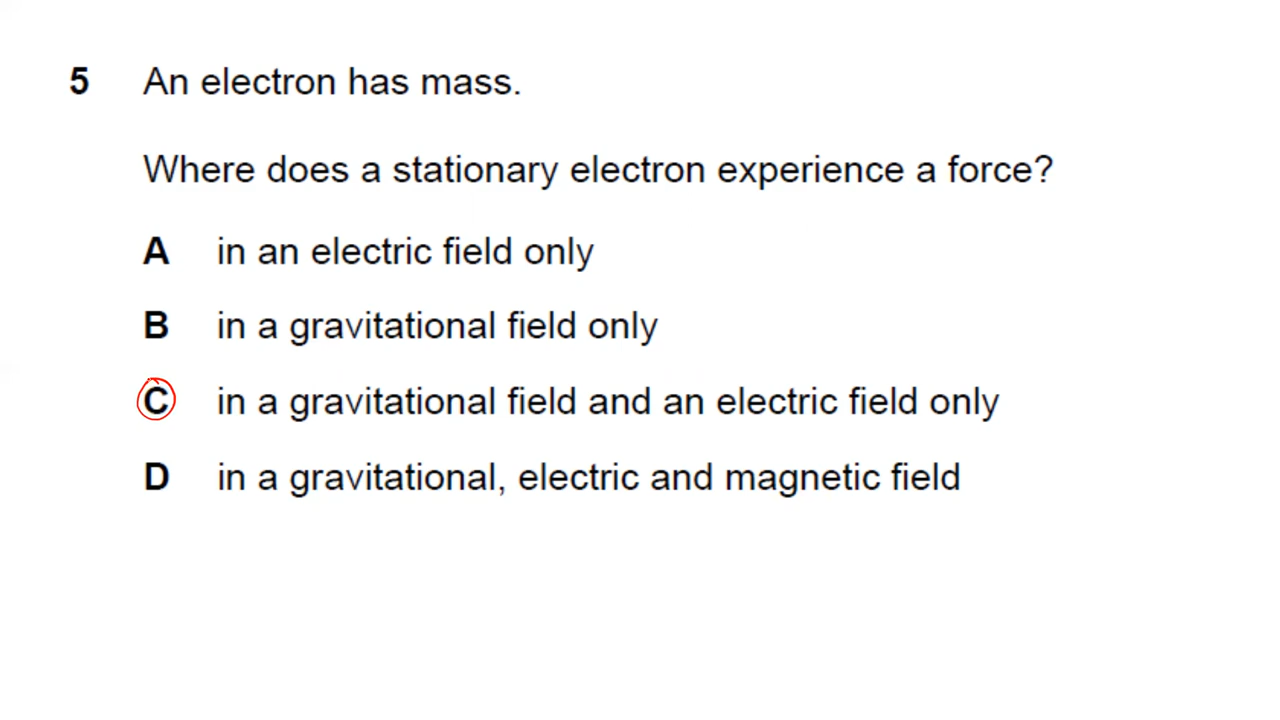 5 An electron has mass.
Where does a stationary electron experience a force?
A in an electric field only
B in a gravitational field only
C in a gravitational field and an electric field only
D in a gravitational, electric and magnetic field